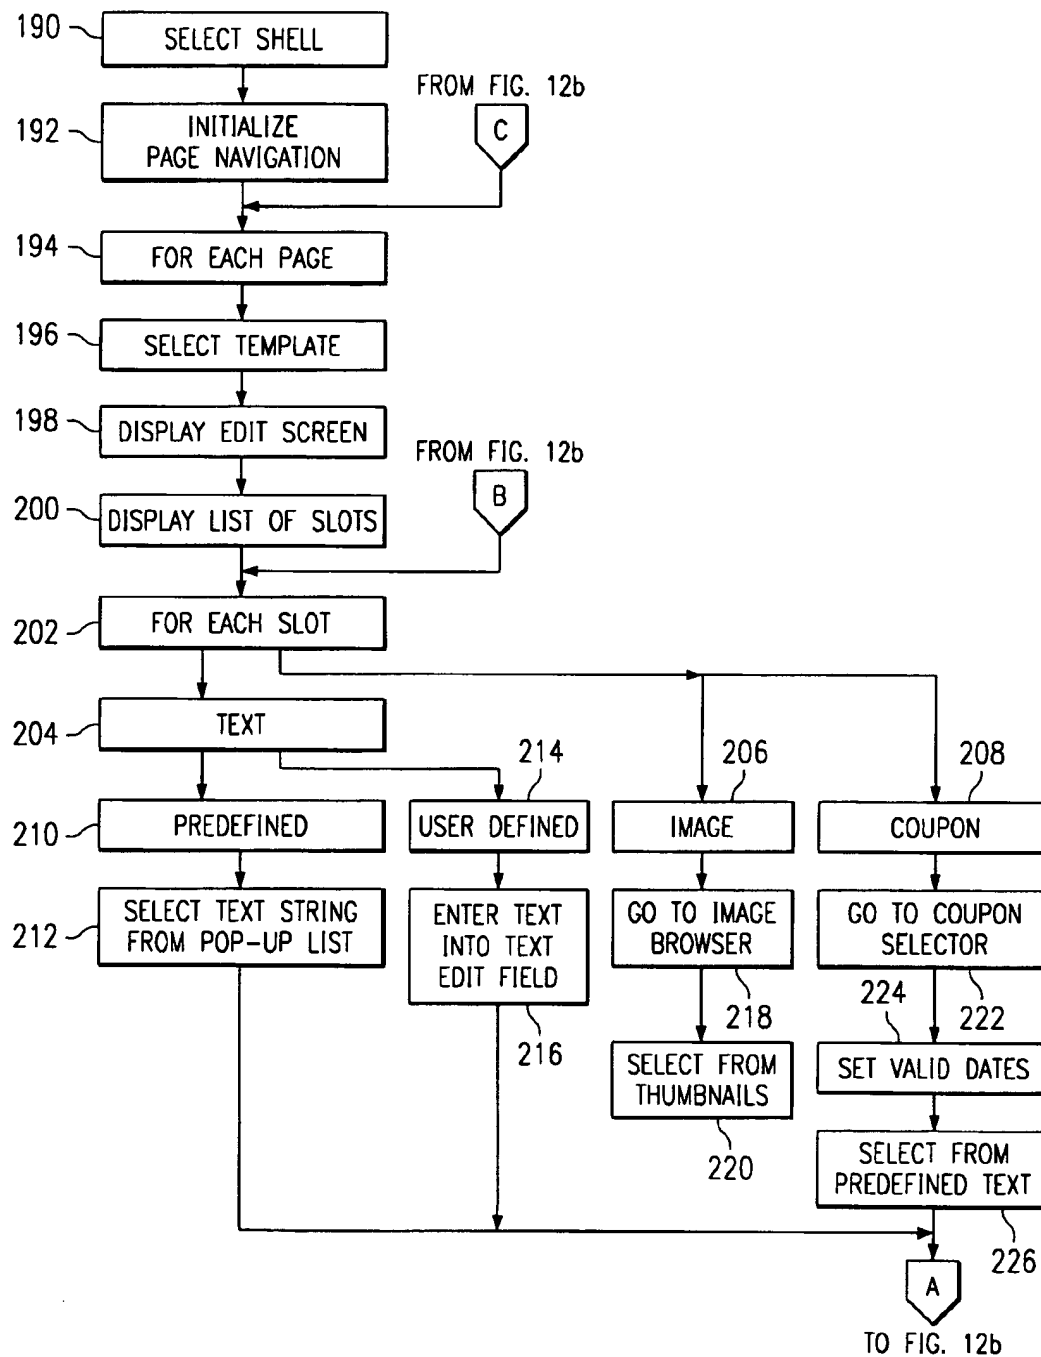 190
SELECT SHELL
FROM FIG. 12b
C
192
INITIALIZE
PAGE NAVIGATION
194
FOR EACH PAGE
196
SELECT TEMPLATE
198
DISPLAY EDIT SCREEN
FROM FIG. 12b
B
200
DISPLAY LIST OF SLOTS
202
FOR EACH SLOT
204
TEXT
214
206
208
210
PREDEFINED
USER DEFINED
IMAGE
COUPON
212
SELECT TEXT STRING
FROM POP-UP LIST
ENTER TEXT
INTO TEXT
EDIT FIELD
216
GO TO IMAGE
BROWSER
218
GO TO COUPON
SELECTOR
222
224
SELECT FROM
THUMBNAILS
220
SET VALID DATES
SELECT FROM
PREDEFINED TEXT
226
A
TO FIG. 12b